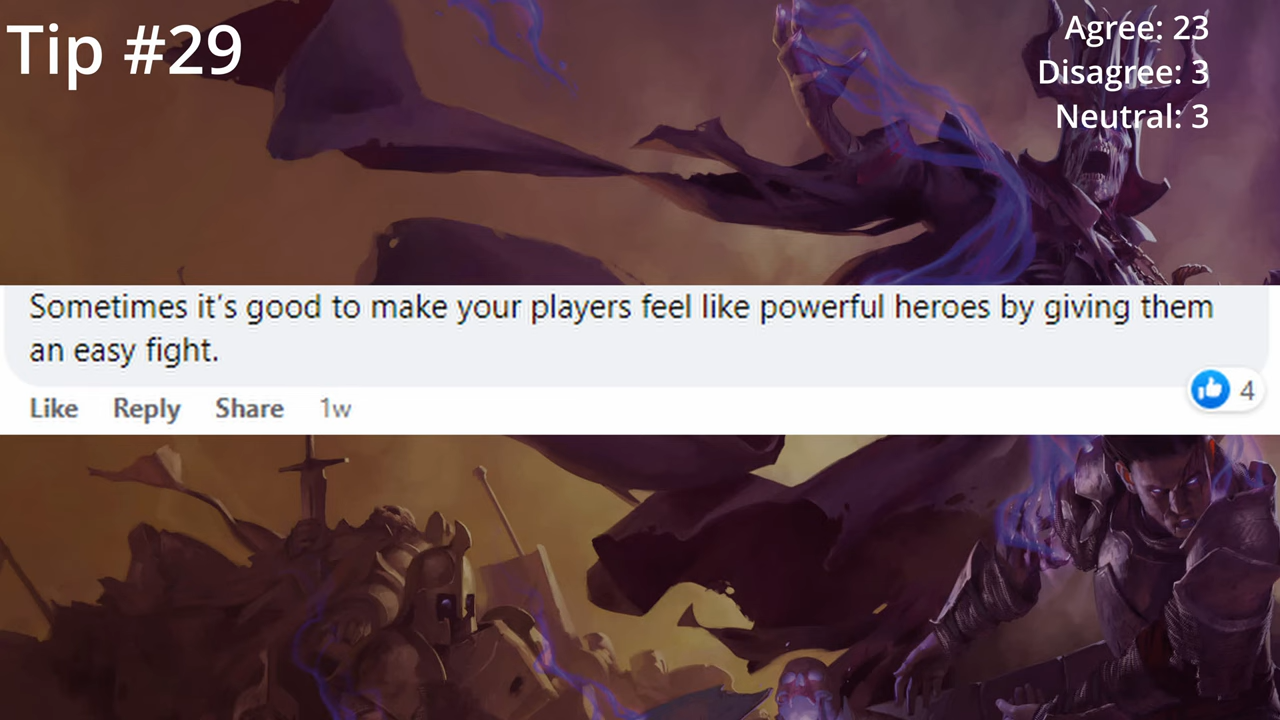 Tip #29
Agree: 23
Disagree: 3
Neutral: 3
Sometimes it's good to make your players feel like powerful heroes by giving them
an easy fight.
Like Reply Share 1w
4